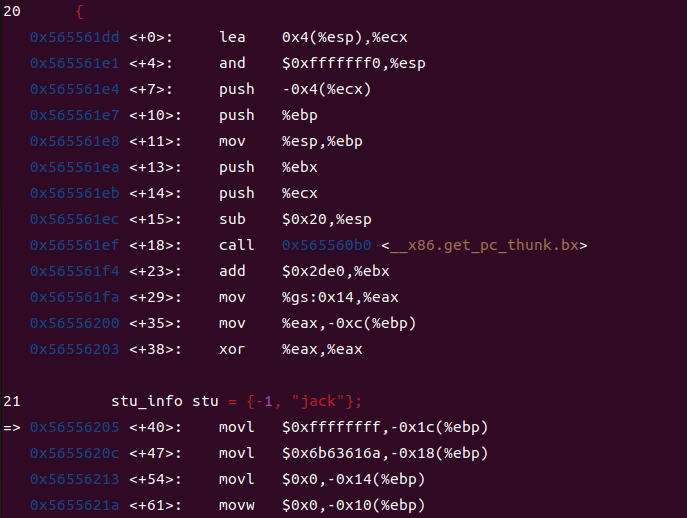 20 {
0x565561dd <+0>: lea 0x4(%esp),%ecx
0x565561e1 <+4>: and $0xfffffff0,%esp
0x565561e4 <+7>: push -0x4(%ecx)
0x565561e7 <+10>: push %ebp
0x565561e8 <+11>: mov %esp,%ebp
0x565561ea <+13>: push %ebx
0x565561eb <+14>: push %ecx
0x565561ec <+15>: sub $0x20,%esp
0x565561ef <+18>: call 0x565560b0 <__x86.get_pc_thunk.bx>
0x565561f4 <+23>: add $0x2de0,%ebx
0x565561fa <+29>: mov %gs:0x14,%eax
0x56556200 <+35>: mov %eax,-0xc(%ebp)
0x56556203 <+38>: xor %eax,%eax
21 stu_info stu = {-1, "jack"};
=> 0x56556205 <+40>: movl $0xffffffff,-0x1c(%ebp)
0x5655620c <+47>: movl $0x6b63616a,-0x18(%ebp)
0x56556213 <+54>: movl $0x0,-0x14(%ebp)
0x5655621a <+61>: movw $0x0,-0x10(%ebp)